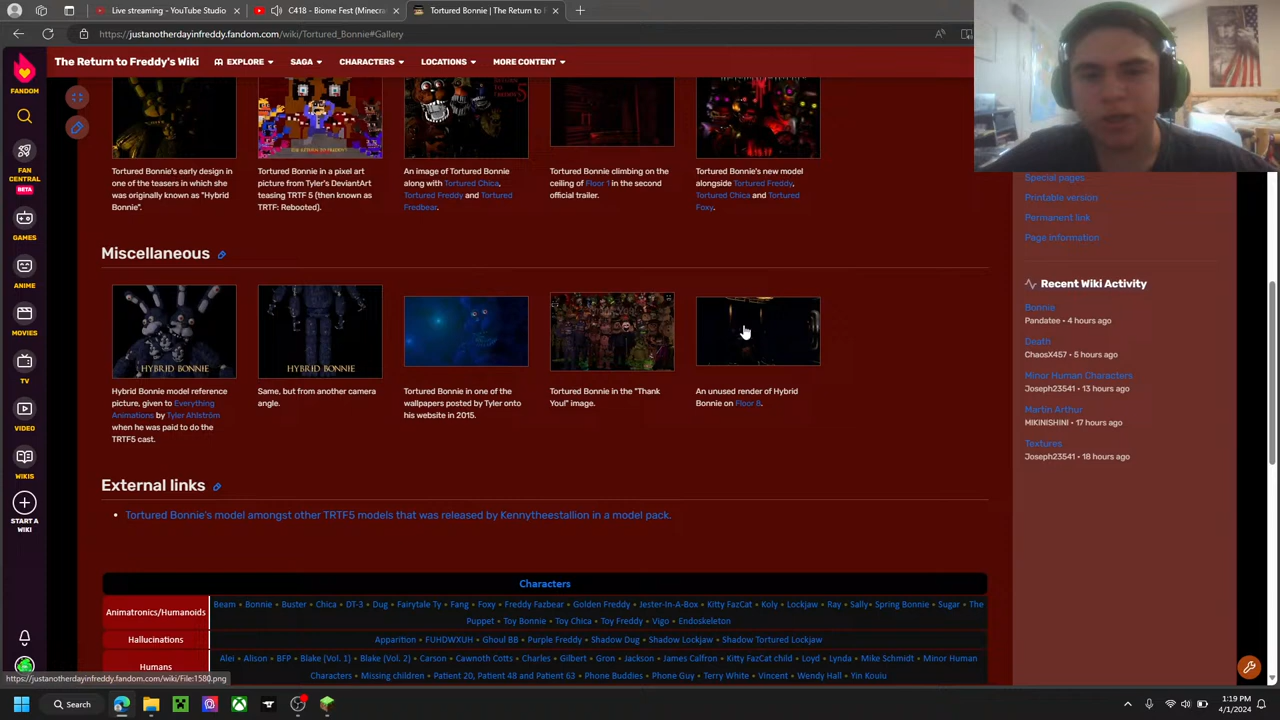 YouTube
C418 - Biome Fest (Minecra
Tortured Bonnie | The Return to F
https://justanotherdayinfreddy.fandom.com/wiki/Tortured_Bonnie#Gallery
The Return to Freddy's Wiki
EXPLORE
SAGA
CHARACTERS
LOCATIONS
MORE CONTENT
FANDOM
FAN
CENTRAL
BETA
GAMES
ANIME
MOVIES
TV
VIDEO
WIKIS
START A
WIKI
Tortured Bonnie's early design in
one of the teasers in which she
was originally known as "Hybrid
Bonnie".
Tortured Bonnie in a pixel art
picture from Tyler's DeviantArt
teasing TRTF 5 (then known as
TRTF: Rebooted).
An image of Tortured Bonnie
along with Tortured Chica,
Tortured Freddy and Tortured
Fredbear.
Tortured Bonnie climbing on the
ceiling of Floor 1 in the second
official trailer.
Tortured Bonnie's new model
alongside Tortured Freddy,
Tortured Chica and Tortured
Foxy.
Miscellaneous
HYBRID BONNIE
HYBRID BONNIE
Hybrid Bonnie model reference
picture, given to Everything
Animations by Tyler Ahlström
when he was paid to do the
TRTF5 cast.
Same, but from another camera
angle.
Tortured Bonnie in one of the
wallpapers posted by Tyler onto
his website in 2015.
Tortured Bonnie in the "Thank
You!" image.
An unused render of Hybrid
Bonnie on Floor B.
External links
• Tortured Bonnie's model amongst other TRTF5 models that was released by Kennytheestallion in a model pack.
Characters
Animatronics/Humanoids
Beam • Bonnie • Buster • Chica • DT-3 • Dug • Fairytale Ty • Fang • Foxy • Freddy Fazbear • Golden Freddy • Jester-In-A-Box • Kitty FazCat • Koly • Lockjaw • Ray • Sally • Spring Bonnie • Sugar • The
Puppet • Toy Bonnie • Toy Chica • Toy Freddy • Vigo • Endoskeleton
Hallucinations
Apparition • FUHDWXUH • Ghoul BB • Purple Freddy • Shadow Dug • Shadow Lockjaw • Shadow Tortured Lockjaw
Humans
Alei • Alison • BFP • Blake (Vol. 1) • Blake (Vol. 2) • Carson • Cawnoth Cotts • Charles • Gilbert • Gron • Jackson • James Calfron • Kitty FazCat child • Loyd • Lynda • Mike Schmidt • Minor Human
Characters • Missing children • Patient 20, Patient 48 and Patient 63 • Phone Buddies • Phone Guy • Terry White • Vincent • Wendy Hall • Yin Kouiu
Special pages
Printable version
Permanent link
Page information
Recent Wiki Activity
Bonnie
Pandatee • 4 hours ago
Death
ChaosX457 • 5 hours ago
Minor Human Characters
Joseph23541 • 13 hours ago
Martin Arthur
MIKINISHINI • 17 hours ago
Textures
Joseph23541 • 18 hours ago
https://justanotherdayinfreddy.fandom.com/wiki/File:1580.png
Search
1:19 PM
4/1/2024